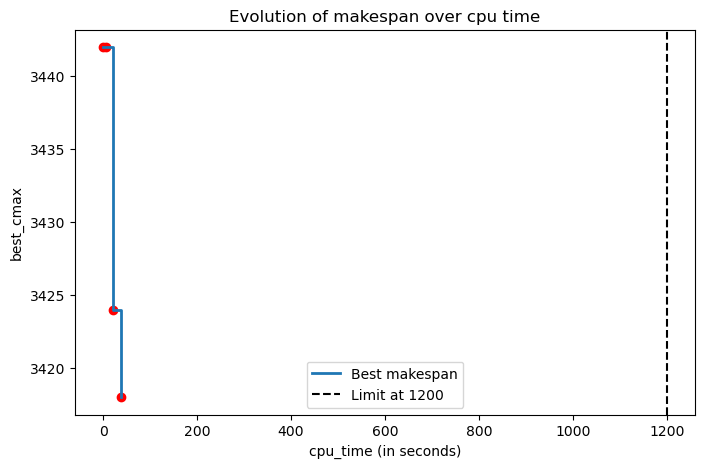 Evolution of makespan over cpu time
best_cmax
3440
3435
3430
3425
3420
Best makespan
Limit at 1200
0 200 400 600 800 1000 1200
cpu_time (in seconds)